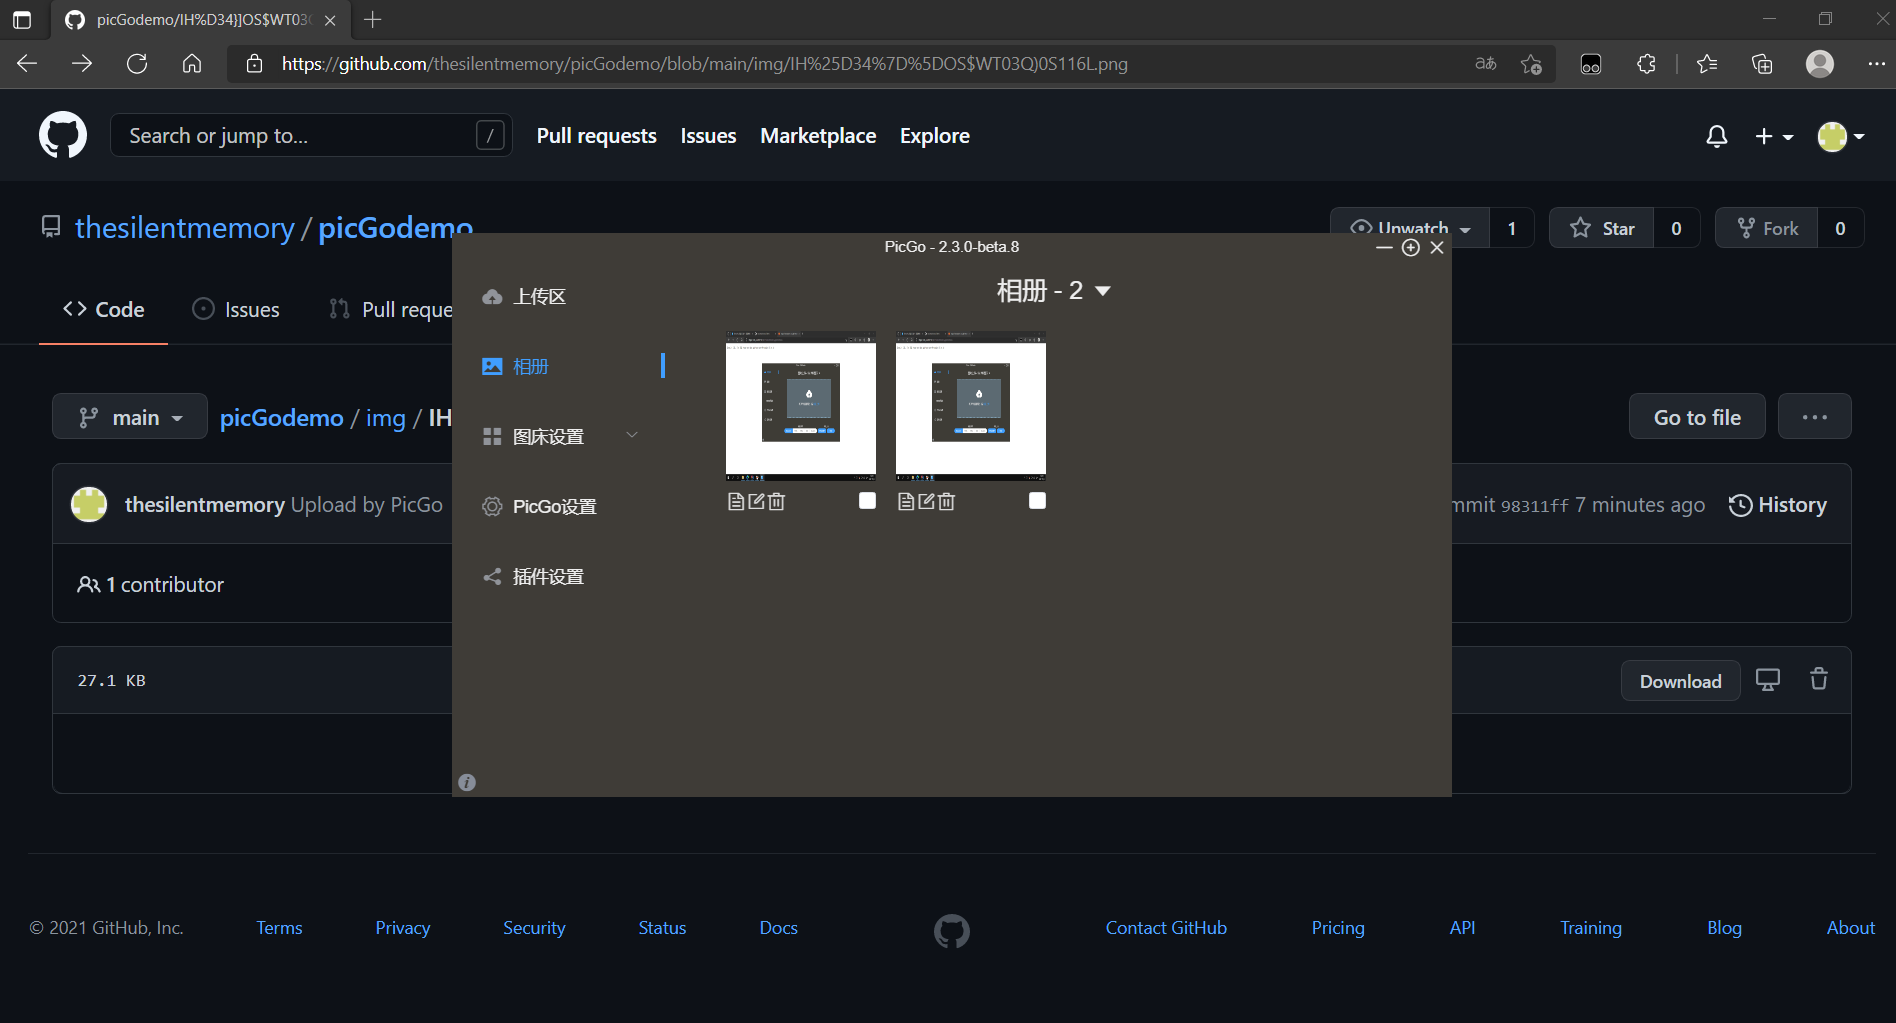 picGodemo/IH%D34}]OS$WT03
https://github.com/thesilentmemory/picGodemo/blob/main/img/IH%25D34%7D%5DOS$WT03Q)0S116L.png
Search or jump to... /
Pull requests Issues Marketplace Explore
thesilentmemory / picGodemo
Unwatch 1 Star 0 Fork 0
Code Issues Pull reque
main picGodemo / img / IH
Go to file
thesilentmemory Upload by PicGo
mmit 98311ff 7 minutes ago History
1 contributor
27.1 KB
Download
PicGo - 2.3.0-beta.8
相册 - 2
上传区
相册
图床设置
PicGo设置
插件设置
© 2021 GitHub, Inc. Terms Privacy Security Status Docs Contact GitHub Pricing API Training Blog About